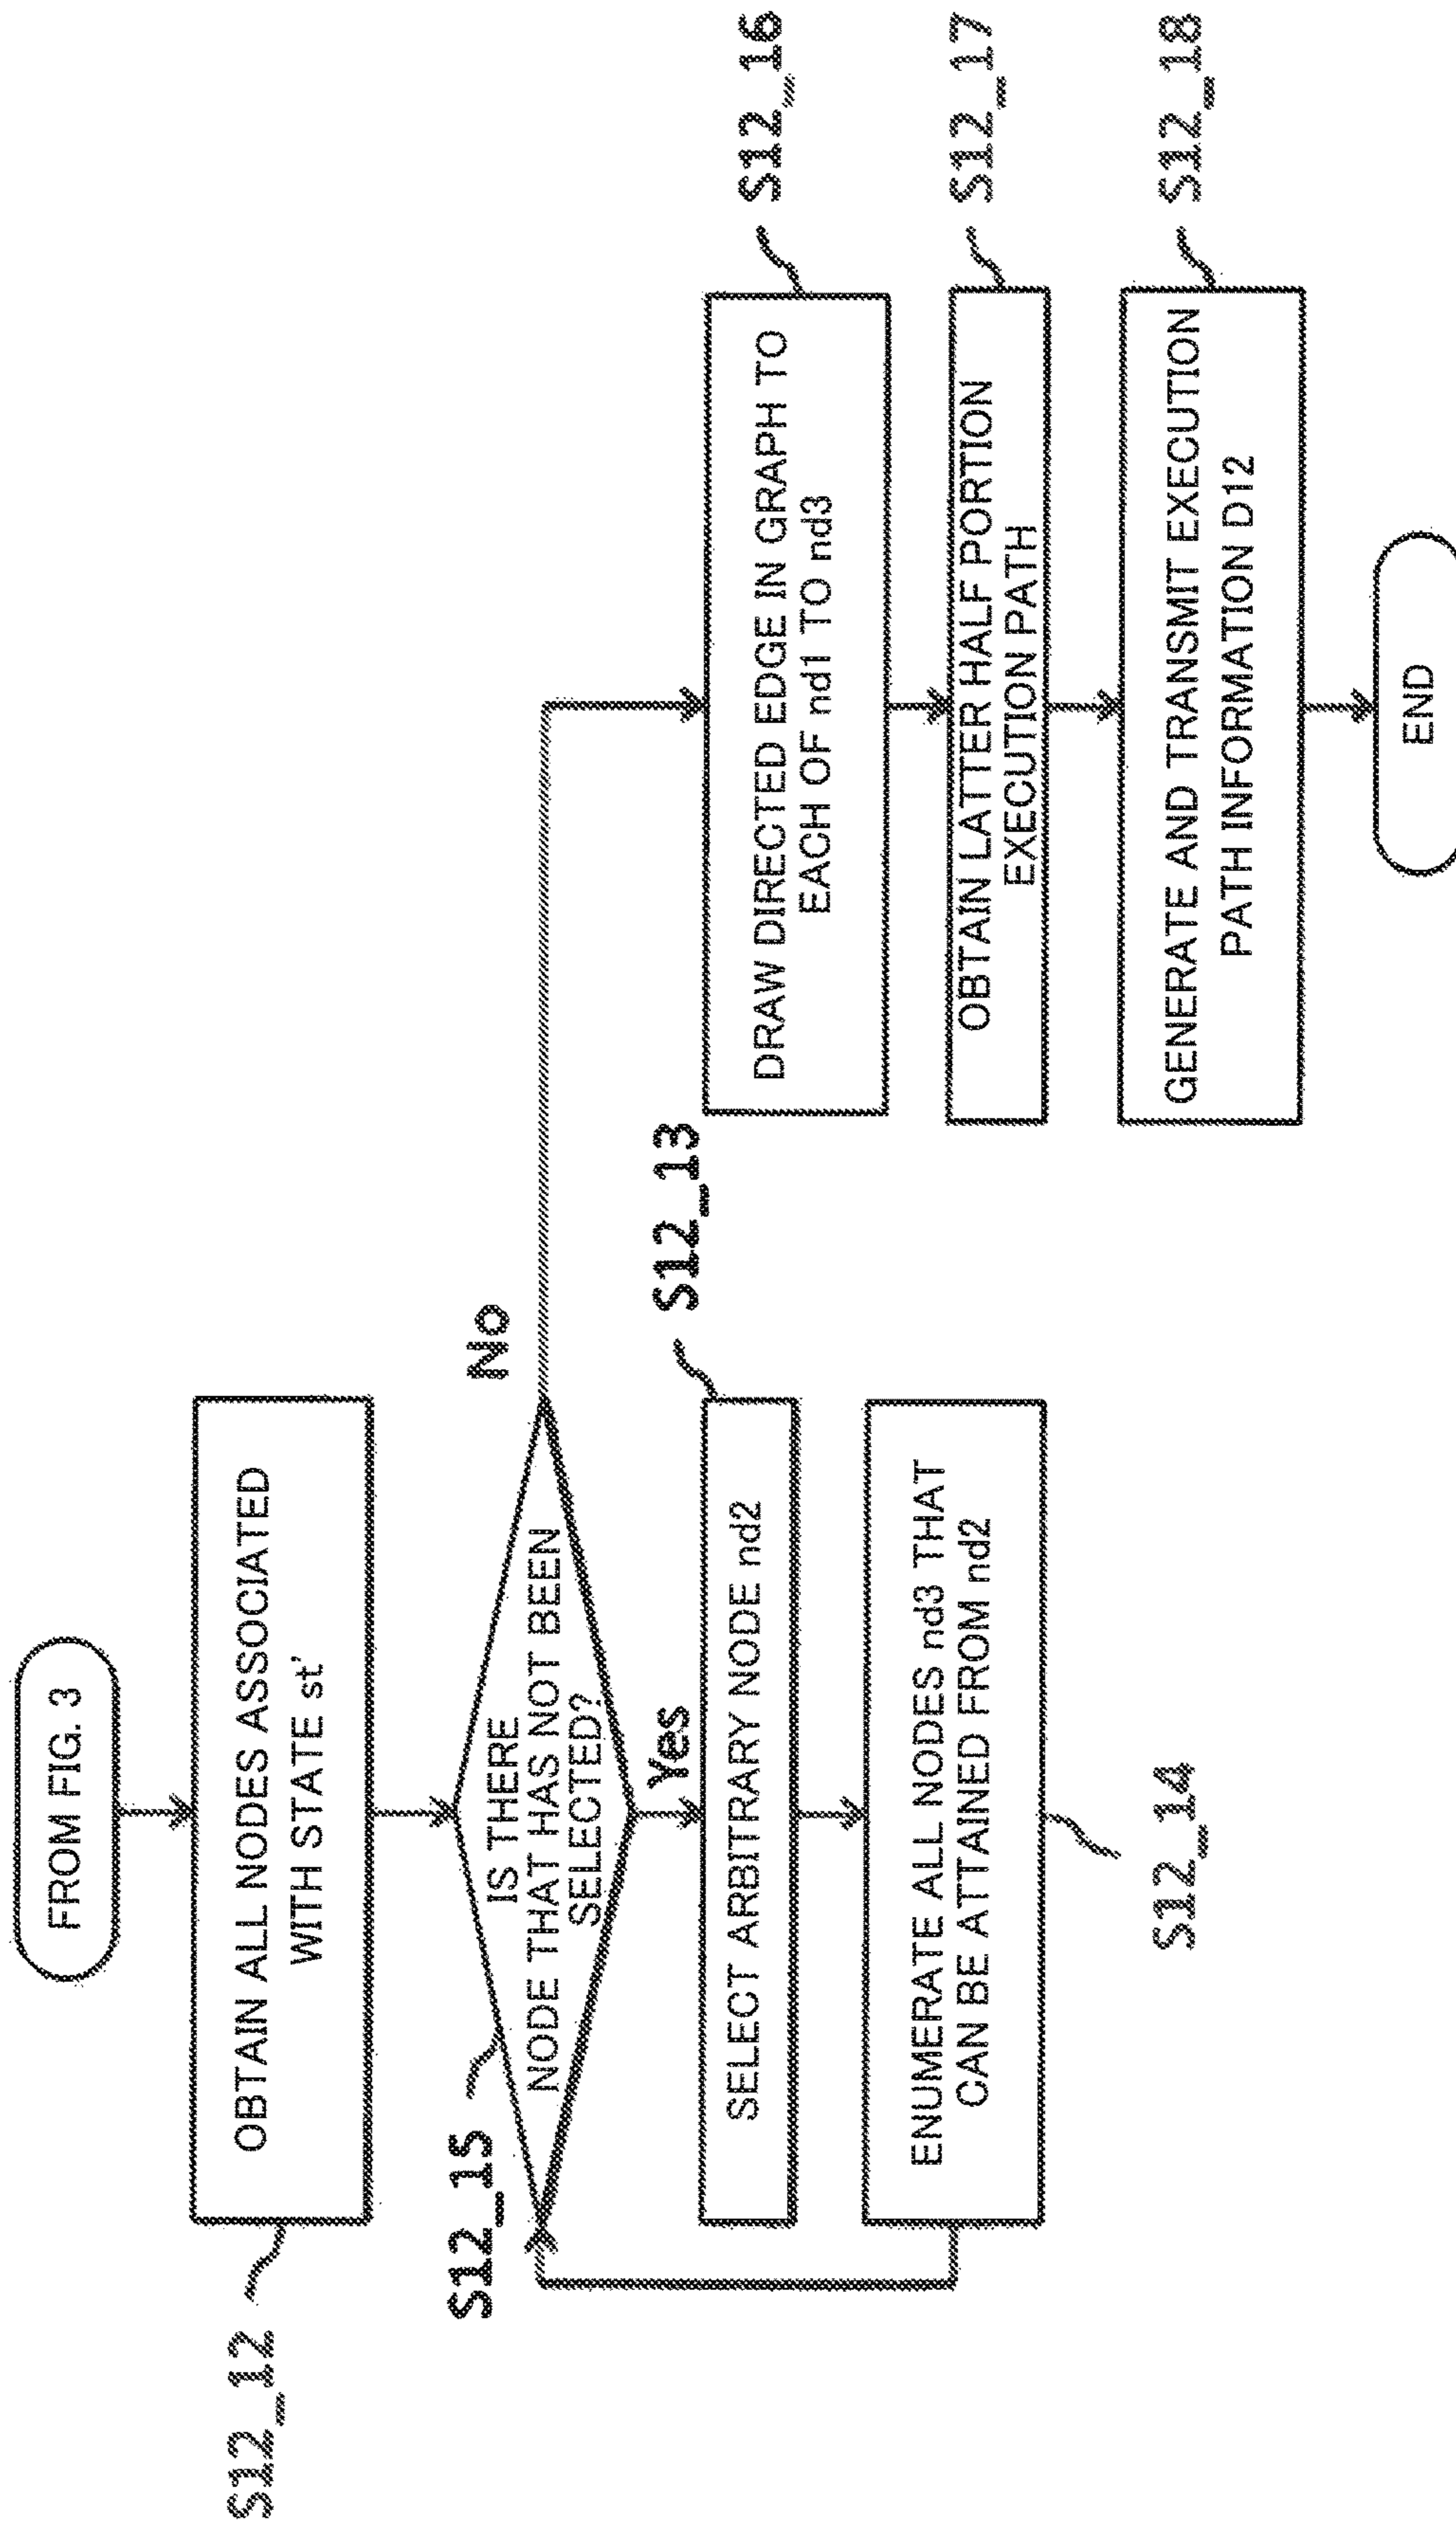 FROM FIG. 3
S12_12
OBTAIN ALL NODES ASSOCIATED
WITH STATE st'
S12_15
IS THERE
NODE THAT HAS NOT BEEN
SELECTED?
No
Yes
S12_13
SELECT ARBITRARY NODE nd2
ENUMERATE ALL NODES nd3 THAT
CAN BE ATTAINED FROM nd2
S12_14
DRAW DIRECTED EDGE IN GRAPH TO
EACH OF nd1 TO nd3
S12_16
OBTAIN LATTER HALF PORTION
EXECUTION PATH
S12_17
GENERATE AND TRANSMIT EXECUTION
PATH INFORMATION D12
S12_18
END